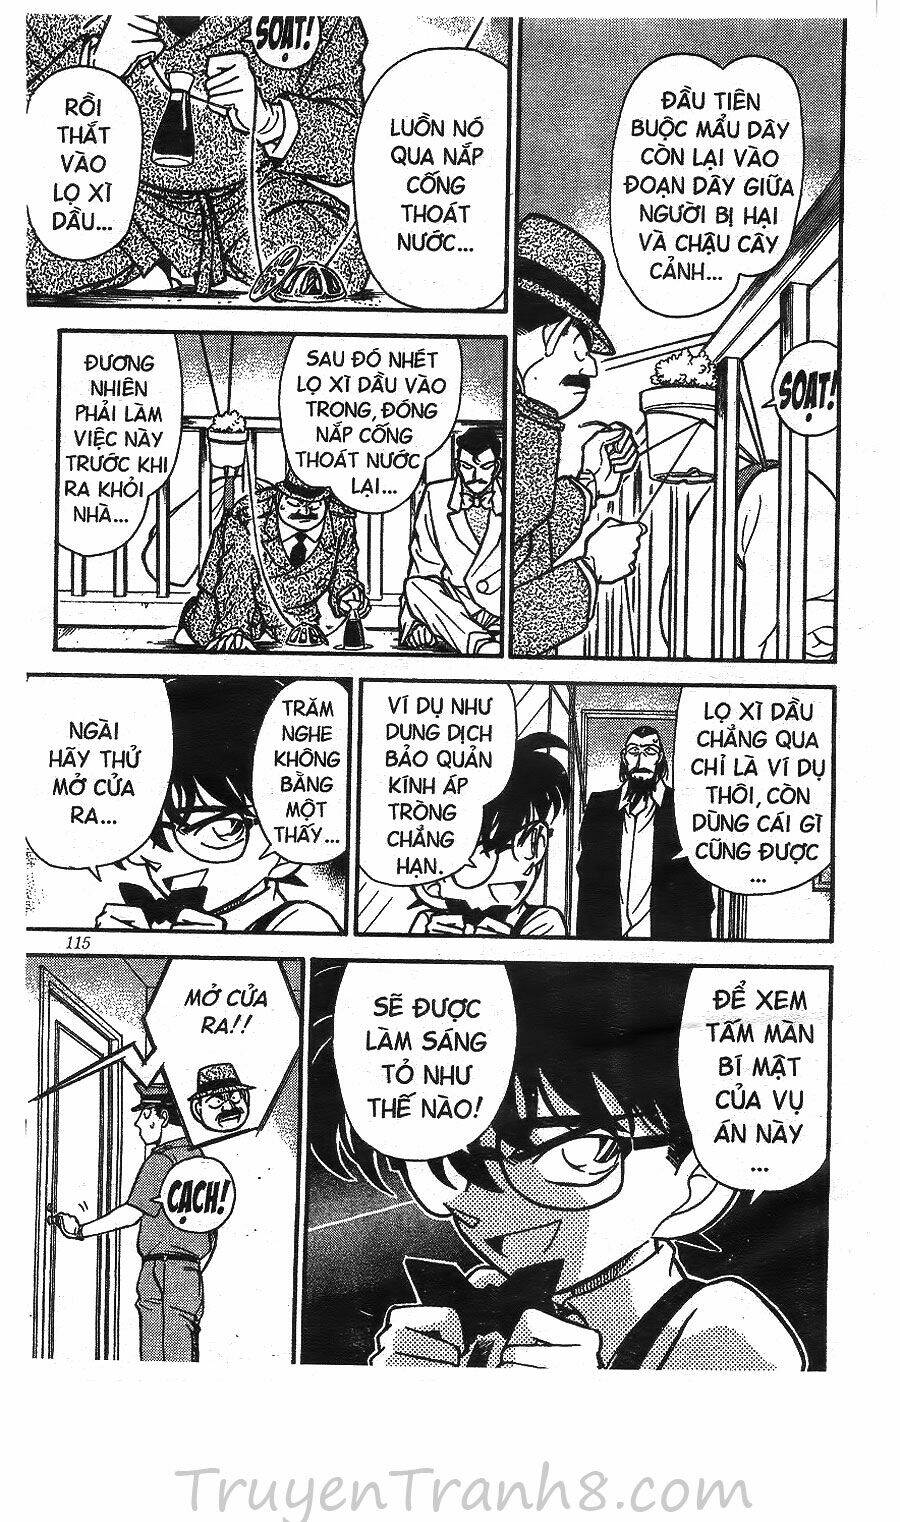 ĐẦU TIÊN
BUỘC MẨU DÂY
CÒN LẠI VÀO
ĐOẠN DÂY GIỮA
NGƯỜI BỊ HẠI
VÀ CHẬU CÂY
CẢNH...
SOẠT!
LUỒN NÓ
QUA NẮP
CỐNG
THOÁT
NƯỚC...
SOẠT!
RỒI
THẮT
VÀO
LỌ XÌ
DẦU...
SAU ĐÓ NHÉT
LỌ XÌ DẦU VÀO
TRONG, ĐÓNG
NẮP CỐNG
THOÁT NƯỚC
LẠI...
ĐƯƠNG
NHIÊN
PHẢI LÀM
VIỆC NÀY
TRƯỚC KHI
RA KHỎI
NHÀ...
LỌ XÌ DẦU
CHẲNG QUA
CHỈ LÀ VÍ DỤ
THÔI, CÒN
DÙNG CÁI GÌ
CŨNG ĐƯỢC
...
VÍ DỤ NHƯ
DUNG DỊCH
BẢO QUẢN
KÍNH ÁP
TRÒNG
CHẲNG
HẠN.
TRĂM
NGHE
KHÔNG
BẰNG
MỘT
THẤY...
NGÀI
HÃY THỬ
MỞ CỬA
RA...
115
ĐỂ XEM
TẤM MÀN
BÍ MẬT
CỦA VỤ
ÁN NÀY
...
SẼ ĐƯỢC
LÀM SÁNG
TỎ NHƯ
THẾ NÀO!
MỞ CỬA
RA!!
CẠCH!
TruyenTranh8.com